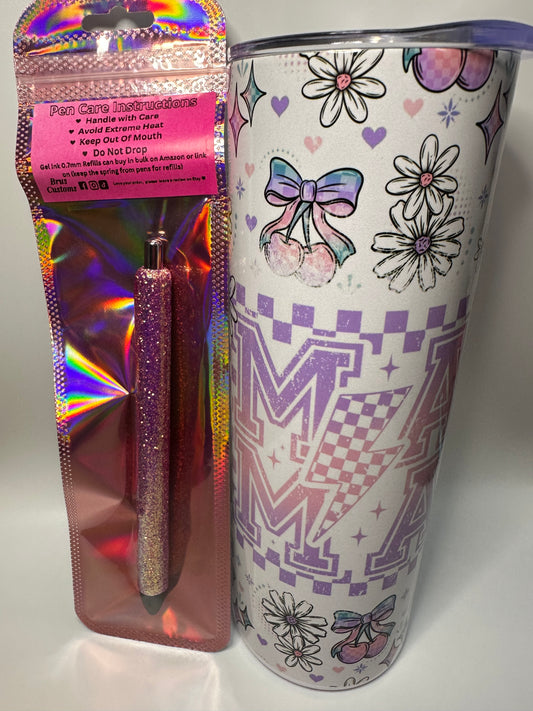 Pen Care Instructions
♥ Handle with Care
♥ Avoid Extreme Heat
♥ Keep Out Of Mouth
♥ Do Not Drop
Gel Ink 0.7mm Refills can buy in bulk on Amazon or link
on (keep the spring from pens for refills)
Customs
MA
MA